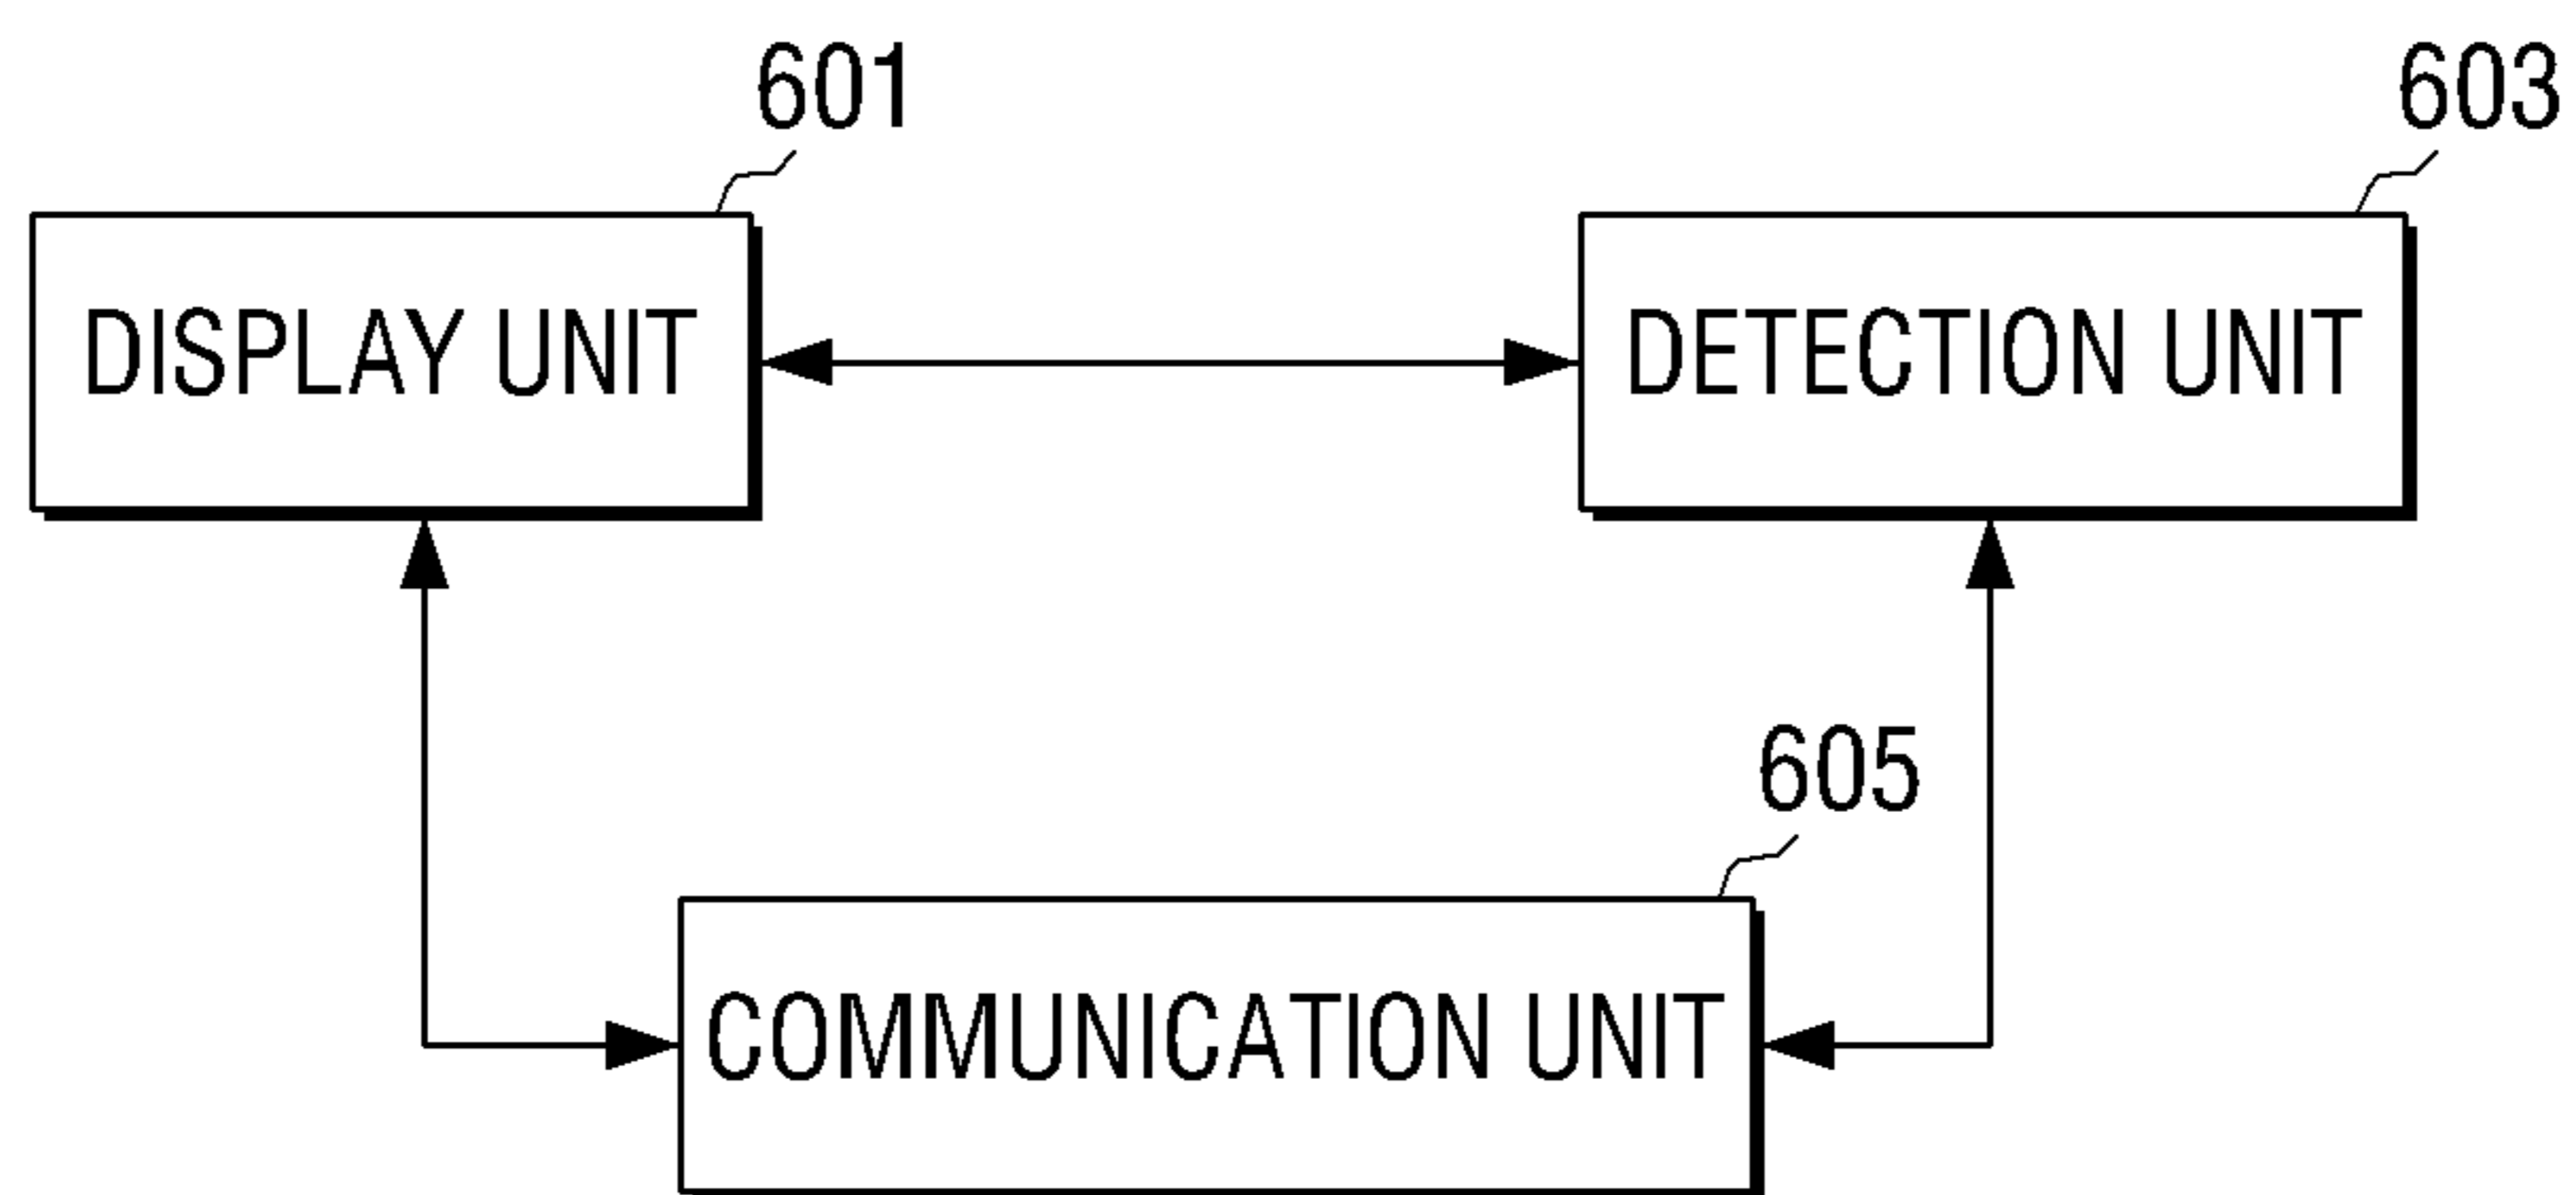 601
603
DISPLAY UNIT
DETECTION UNIT
605
COMMUNICATION UNIT